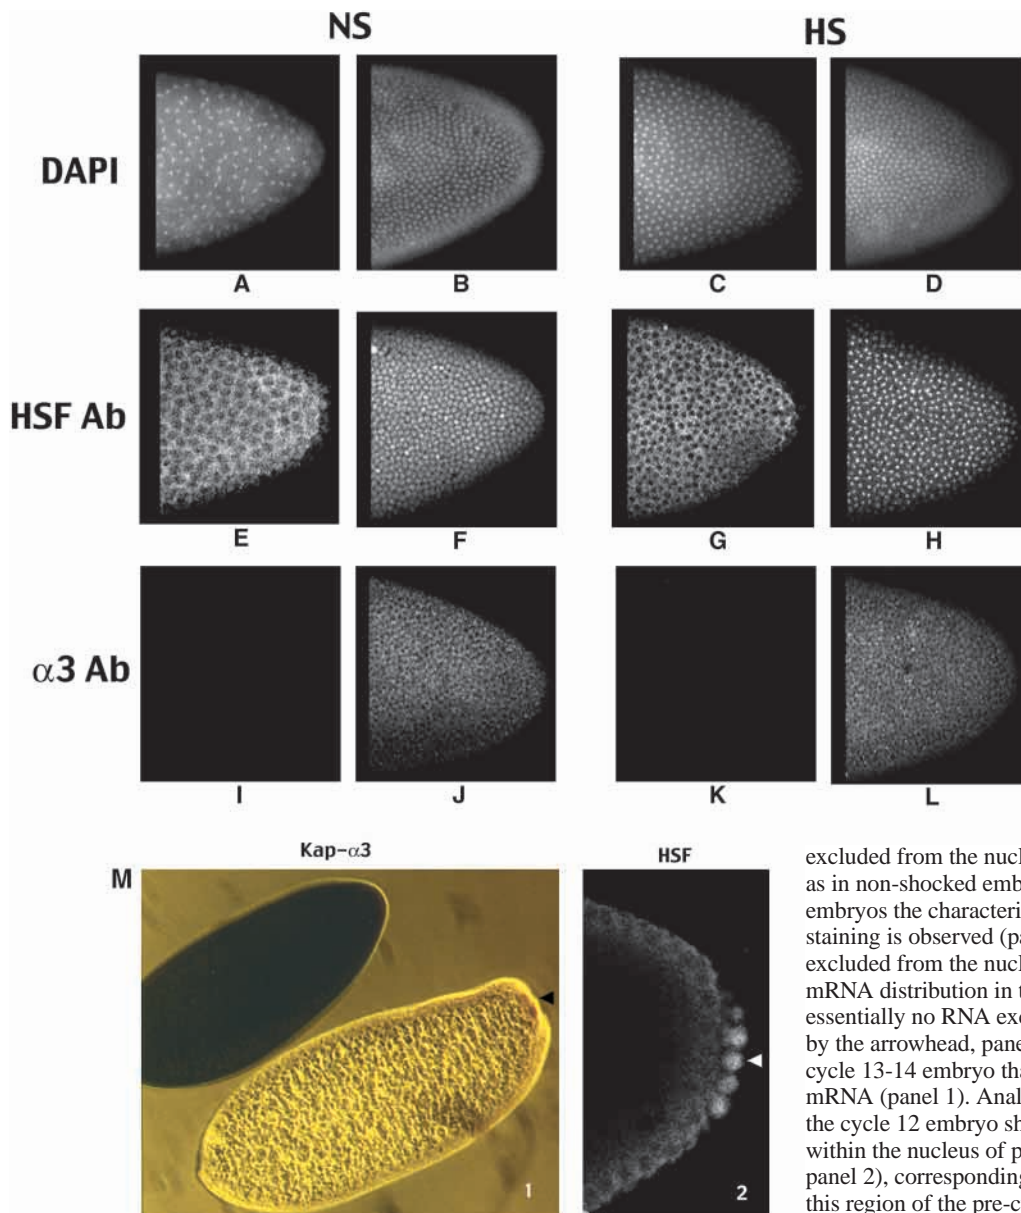 NS HS
DAPI
A B C D
HSF Ab
E F G H
α3 Ab
I J K L
Kap-α3 HSF
M
1 2
excluded from the nucl
as in non-shocked emb
embryos the characteri
staining is observed (pa
excluded from the nucl
mRNA distribution in t
essentially no RNA exc
by the arrowhead, pane
cycle 13-14 embryo tha
mRNA (panel 1). Anal
the cycle 12 embryo sh
within the nucleus of p
panel 2), corresponding
this region of the pre-c